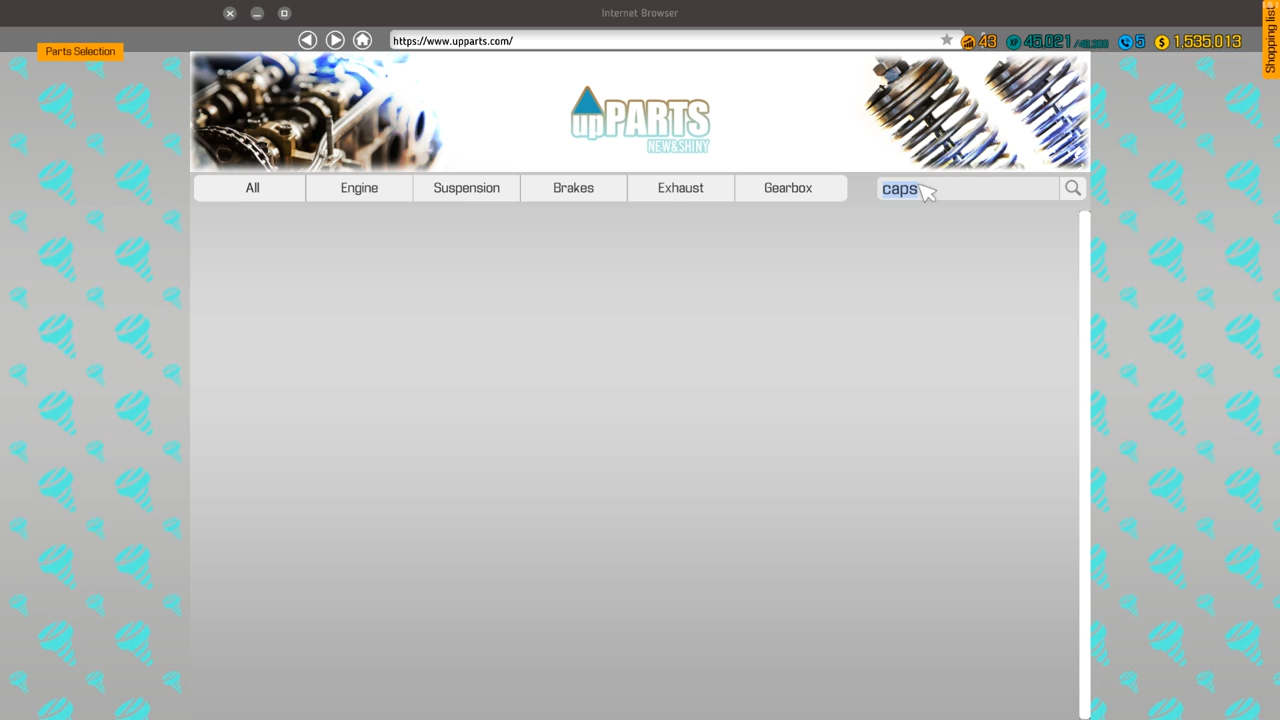 Internet Browser
Parts Selection
https://www.upparts.com/
43
45,021
5
1,535,013
Shopping list
upPARTS
NEW&SHINY
All
Engine
Suspension
Brakes
Exhaust
Gearbox
caps